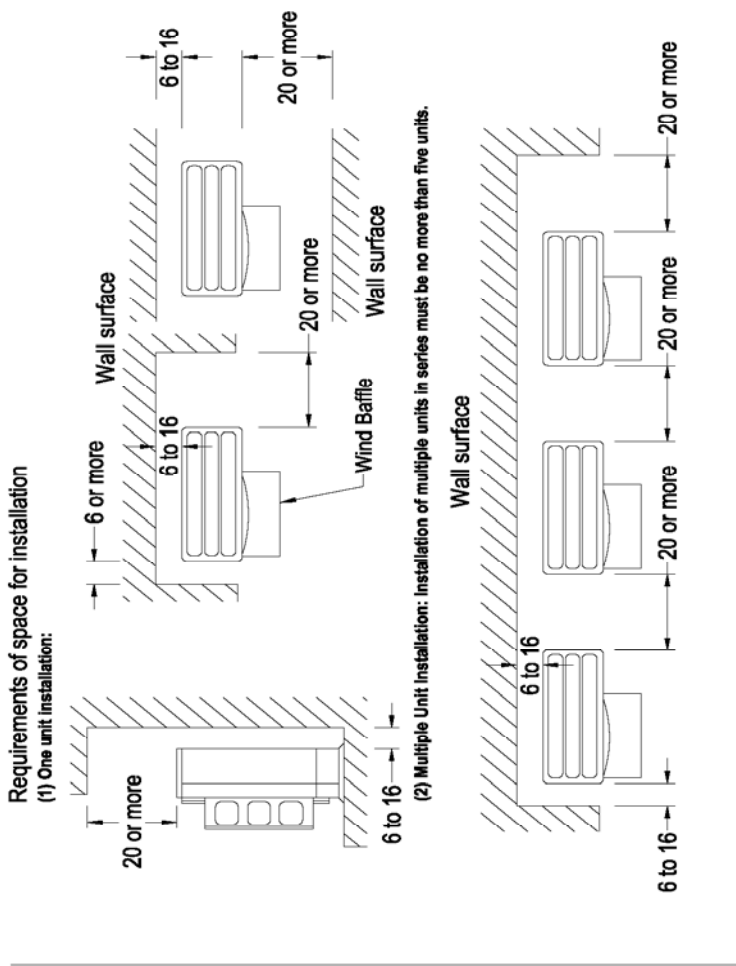 Requirements of space for installation
(1) One unit installation:
20 or more
6 to 16
Wall surface
6 or more
6 to 16
20 or more
Wind Baffle
6 to 16
20 or more
Wall surface
(2) Multiple Unit Installation: Installation of multiple units in series must be no more than five units.
Wall surface
6 to 16
6 to 16
20 or more
20 or more
20 or more